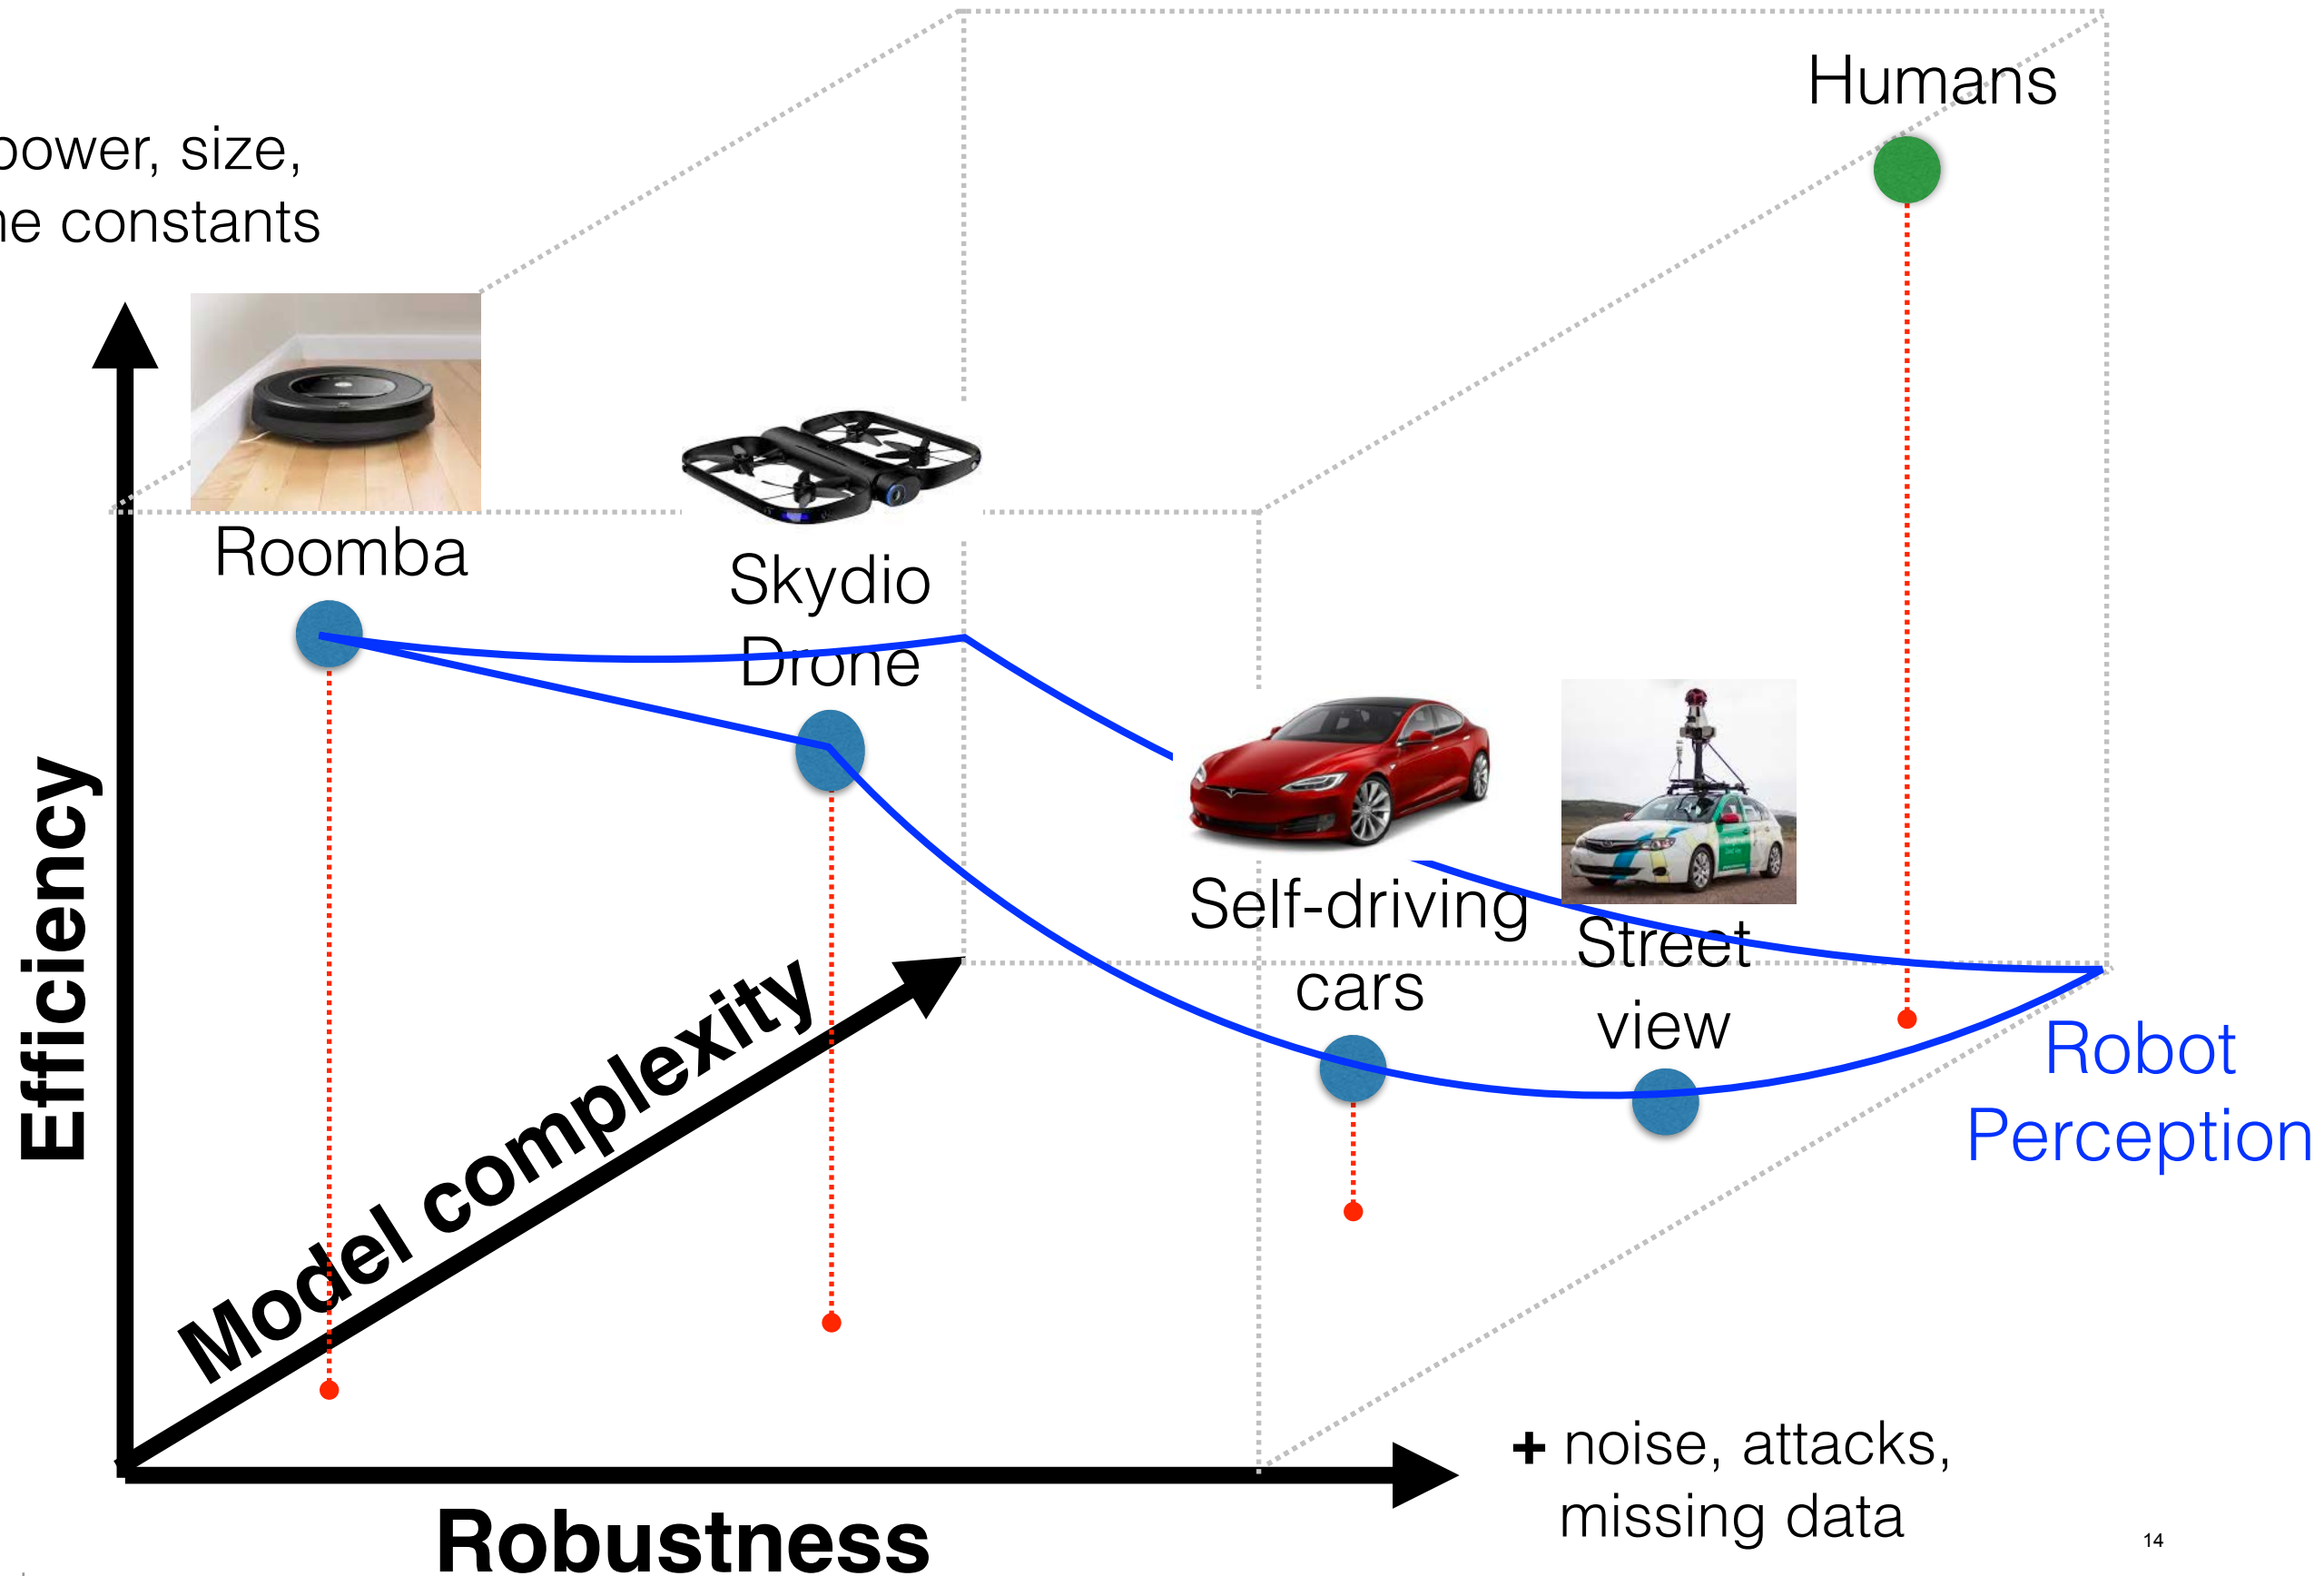 Humans
power, size,
constants
Roomba
Skydio
Drone
Self-driving
cars
Street
view
Robot
Perception
Efficiency
Model complexity
Robustness
+ noise, attacks,
missing data
14